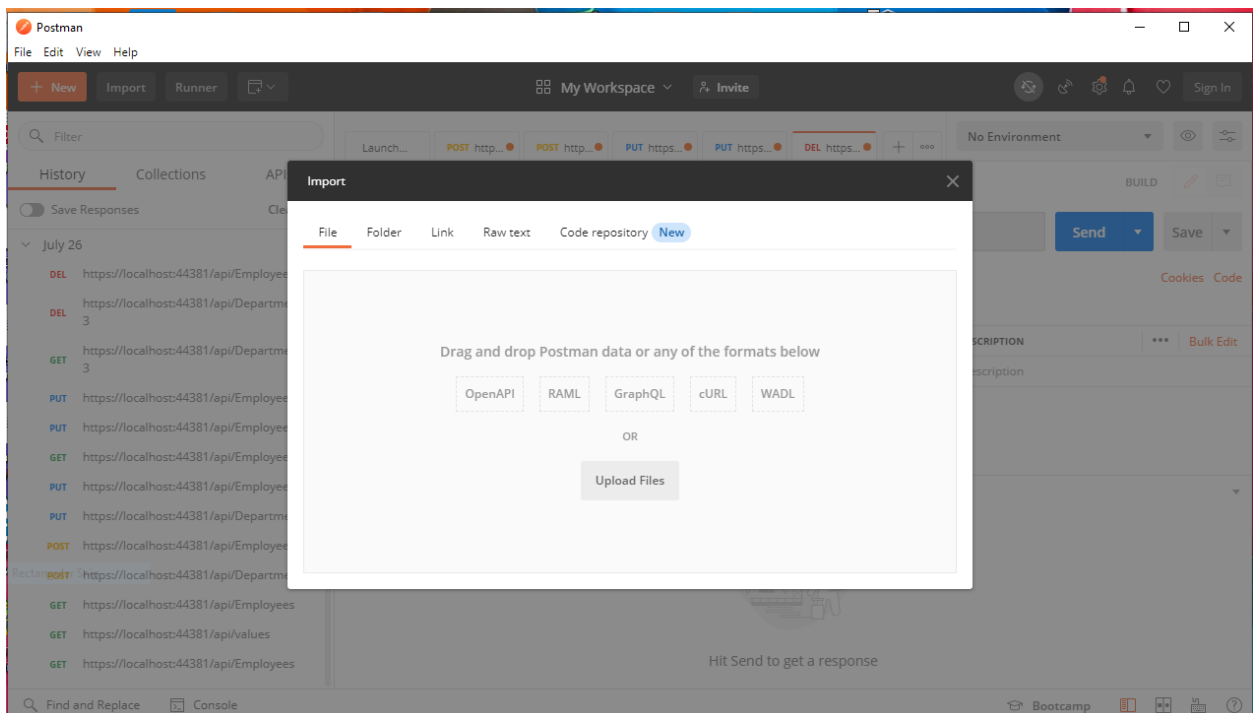 Postman
File Edit View Help
+ New Import Runner My Workspace Invite Sign In
Filter
Launch... POST http... POST http... PUT https... PUT https... DEL https... No Environment
History Collections API
Import
BUILD
Save Responses Cle
File Folder Link Raw text Code repository New
Send Save
July 26
DEL https://localhost:44381/api/Employee
Cookies Code
DEL https://localhost:44381/api/Departme
3
GET https://localhost:44381/api/Departme
3
SCRIPTION Bulk Edit
Drag and drop Postman data or any of the formats below
escription
OpenAPI RAML GraphQL cURL WADL
PUT https://localhost:44381/api/Employee
PUT https://localhost:44381/api/Employee
OR
GET https://localhost:44381/api/Employee
Upload Files
PUT https://localhost:44381/api/Employee
PUT https://localhost:44381/api/Departme
POST https://localhost:44381/api/Employee
POST https://localhost:44381/api/Departme
GET https://localhost:44381/api/Employees
GET https://localhost:44381/api/values
GET https://localhost:44381/api/Employees
Hit Send to get a response
Find and Replace Console Bootcamp